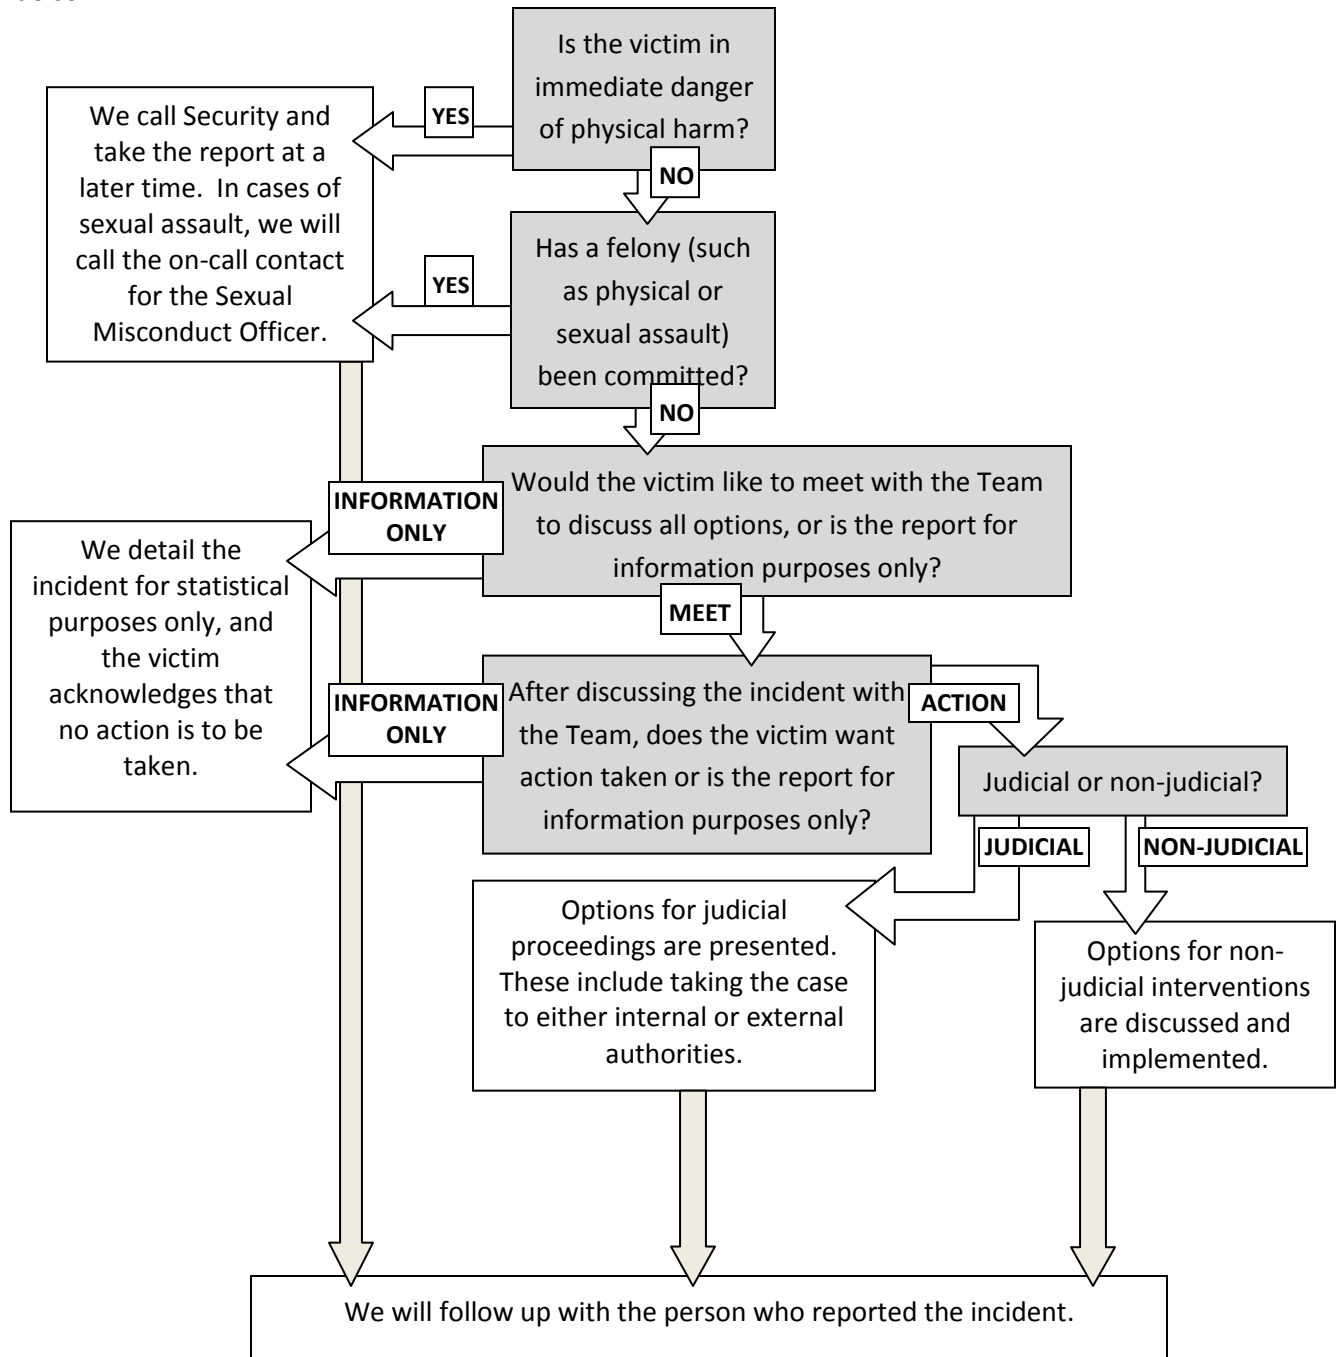 Is the victim in
immediate danger
of physical harm?
YES
We call Security and
take the report at a
later time.  In cases of
sexual assault, we will
call the on-call contact
for the Sexual
Misconduct Officer.
NO
Has a felony (such
as physical or
sexual assault)
been committed?
YES
NO
Would the victim like to meet with the Team
to discuss all options, or is the report for
information purposes only?
INFORMATION
ONLY
We detail the
incident for statistical
purposes only, and
the victim
acknowledges that
no action is to be
taken.
MEET
After discussing the incident with
the Team, does the victim want
action taken or is the report for
information purposes only?
INFORMATION
ONLY
ACTION
Judicial or non-judicial?
JUDICIAL
NON-JUDICIAL
Options for judicial
proceedings are presented.
These include taking the case
to either internal or external
authorities.
Options for non-
judicial interventions
are discussed and
implemented.
We will follow up with the person who reported the incident.